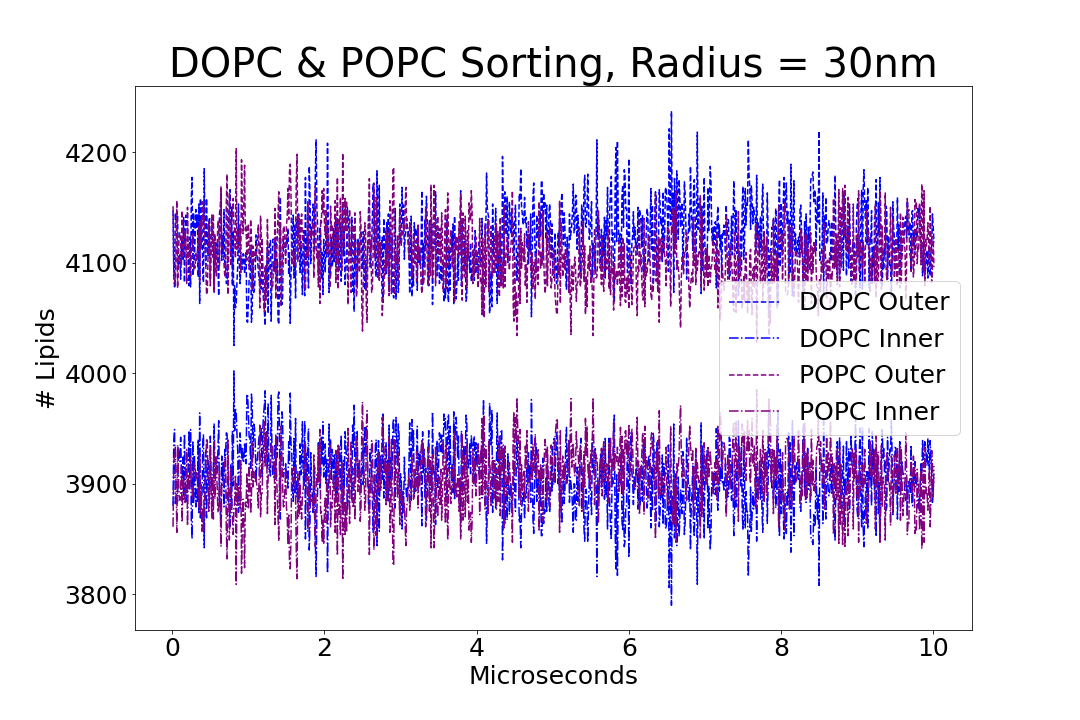 DOPC & POPC Sorting, Radius = 30nm
4200
4100
4000
3900
3800
# Lipids
DOPC Outer
DOPC Inner
POPC Outer
POPC Inner
0 2 4 6 8 10
Microseconds